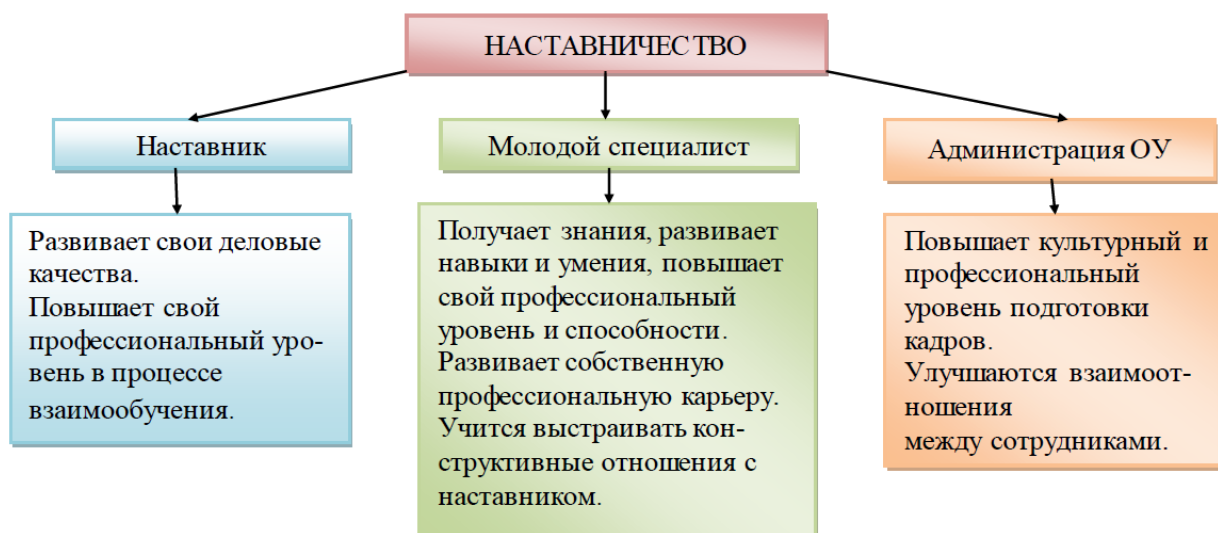 НАСТАВНИЧЕСТВО
Наставник
Молодой специалист
Администрация ОУ
Развивает свои деловые
качества.
Повышает свой
профессиональный уро-
вень в процессе
взаимообучения.
Получает знания, развивает
навыки и умения, повышает
свой профессиональный
уровень и способности.
Развивает собственную
профессиональную карьеру.
Учится выстраивать кон-
структивные отношения с
наставником.
Повышает культурный и
профессиональный
уровень подготовки
кадров.
Улучшаются взаимоот-
ношения
между сотрудниками.